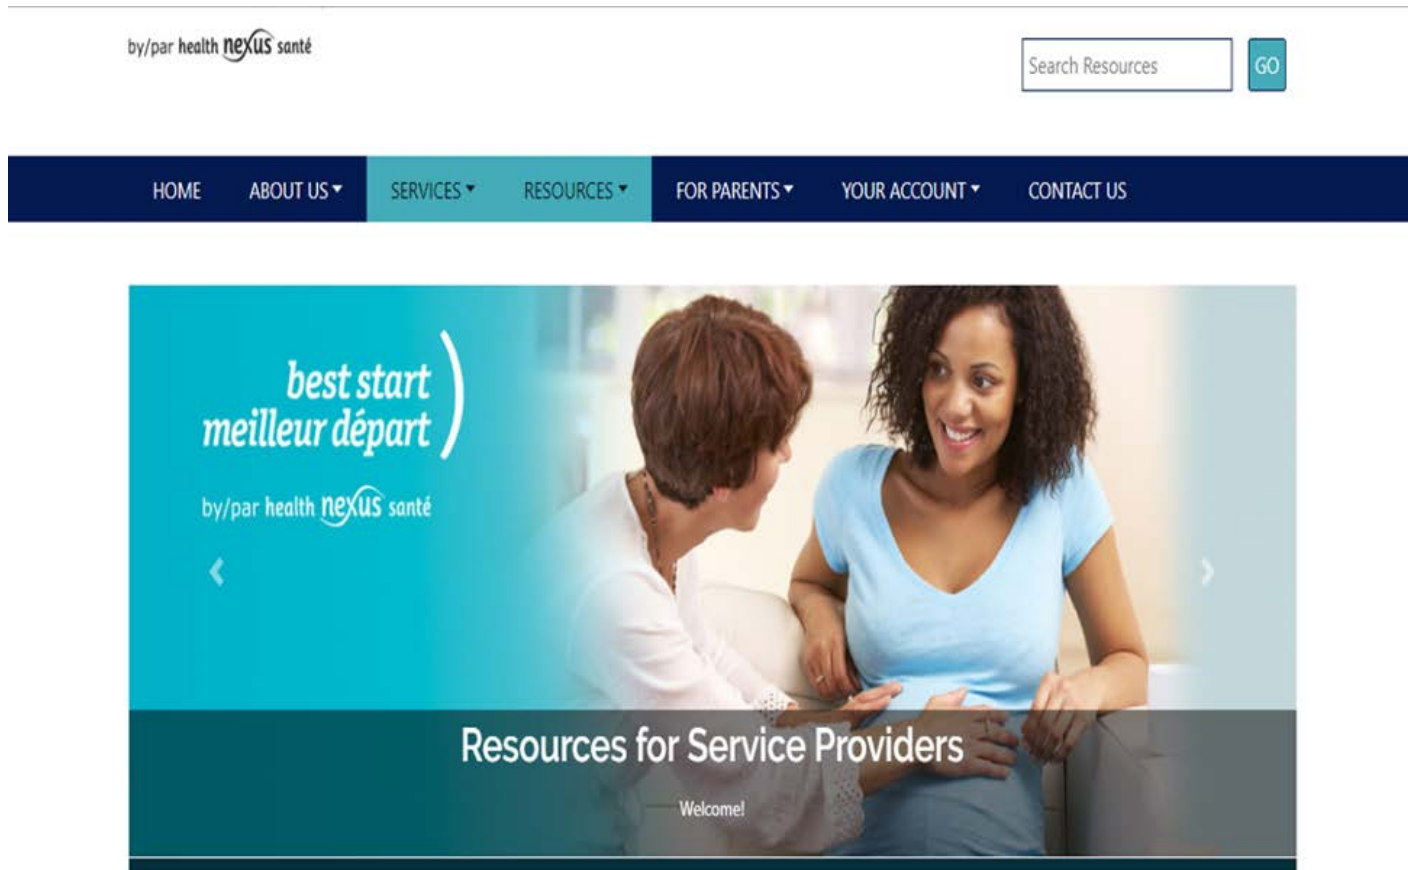 by/par health nexus santé
Search Resources
GO
HOME ABOUT US SERVICES RESOURCES FOR PARENTS YOUR ACCOUNT CONTACT US
best start
meilleur départ
by/par health nexus santé
Resources for Service Providers
Welcome!